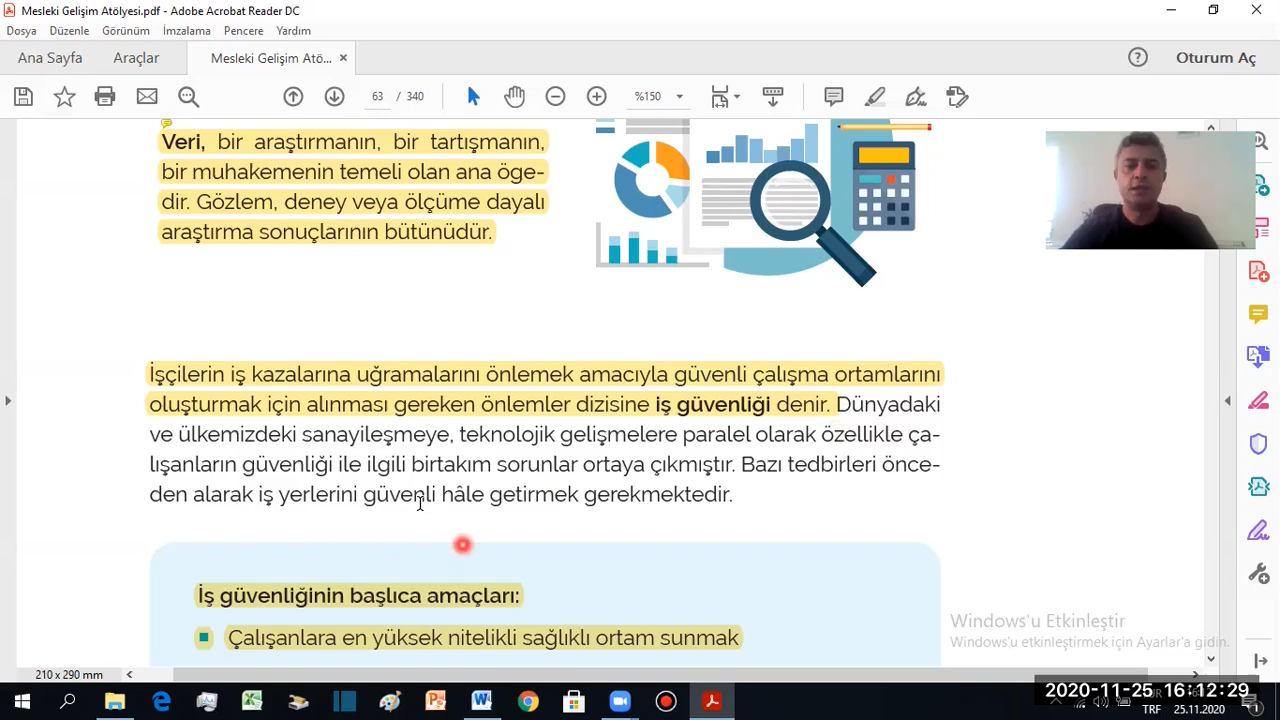 Mesleki Gelişim Atölyesi.pdf - Adobe Acrobat Reader DC
Dosya Düzenle Görünüm İmzalama Pencere Yardım
Ana Sayfa Araçlar Mesleki Gelişim Atö... × Oturum Aç
63 / 340 %150
Veri, bir araştırmanın, bir tartışmanın,
bir muhakemenin temeli olan ana öge-
dir. Gözlem, deney veya ölçüme dayalı
araştırma sonuçlarının bütünüdür.
İşçilerin iş kazalarına uğramalarını önlemek amacıyla güvenli çalışma ortamlarını
oluşturmak için alınması gereken önlemler dizisine iş güvenliği denir. Dünyadaki
ve ülkemizdeki sanayileşmeye, teknolojik gelişmelere paralel olarak özellikle ça-
lışanların güvenliği ile ilgili birtakım sorunlar ortaya çıkmıştır. Bazı tedbirleri önce-
den alarak iş yerlerini güvenli hâle getirmek gerekmektedir.
İş güvenliğinin başlıca amaçları:
Çalışanlara en yüksek nitelikli sağlıklı ortam sunmak
Windows'u Etkinleştir
Windows'u etkinleştirmek için Ayarlar'a gidin.
210 x 290 mm
2020-11-25 16:12:29
TRF 25.11.2020